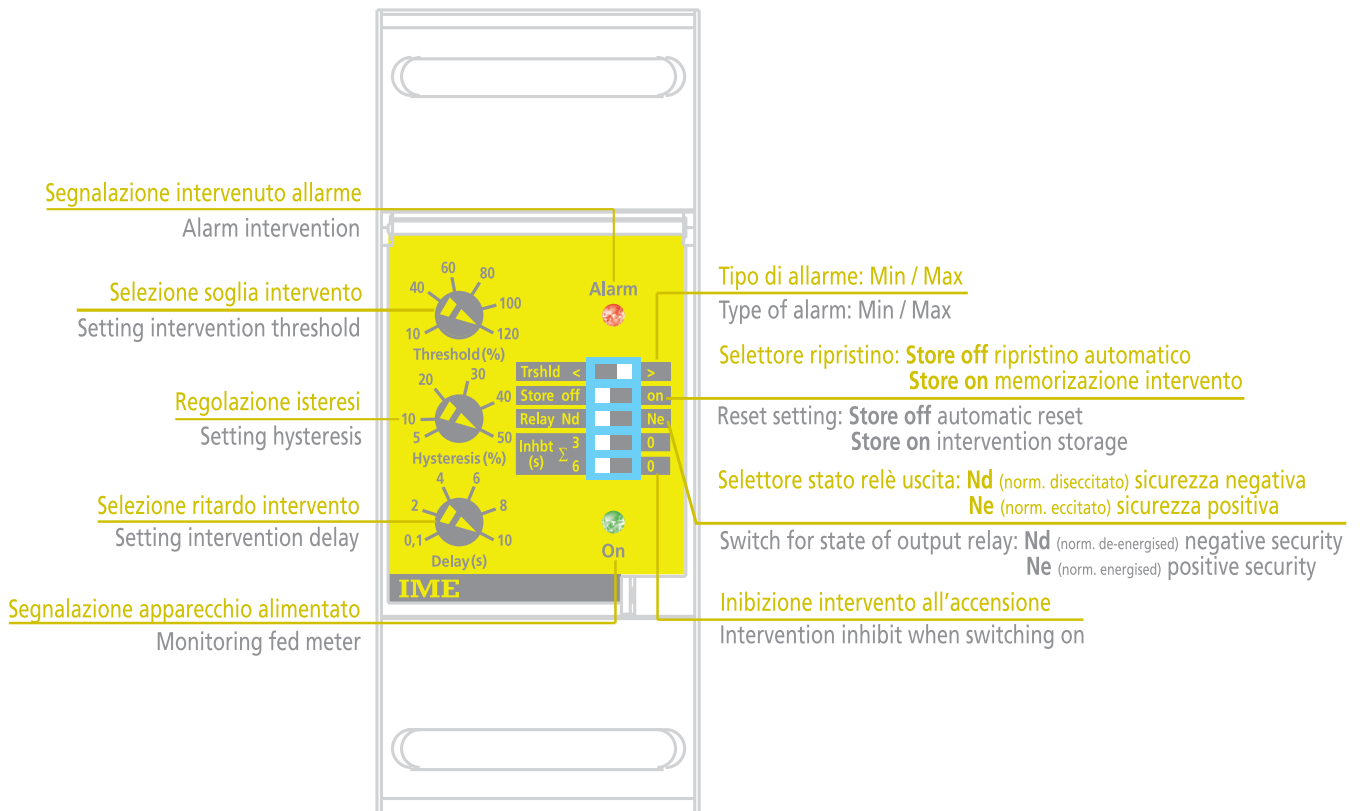 Segnalazione intervenuto allarme
Alarm intervention
Selezione soglia intervento
Setting intervention threshold
Regolazione isteresi
Setting hysteresis
Selezione ritardo intervento
Setting intervention delay
Segnalazione apparecchio alimentato
Monitoring fed meter
10 40 60 80 100 120
Threshold (%)
5 10 20 30 40 50
Hysteresis (%)
0,1 2 4 6 8 10
Delay (s)
IME
Alarm
Trshld < >
Store off on
Relay Nd Ne
Inhbt (s) ∑ 3 0
6 0
On
Tipo di allarme: Min / Max
Type of alarm: Min / Max
Selettore ripristino: Store off ripristino automatico
Store on memorizazione intervento
Reset setting: Store off automatic reset
Store on intervention storage
Selettore stato relè uscita: Nd (norm. diseccitato) sicurezza negativa
Ne (norm. eccitato) sicurezza positiva
Switch for state of output relay: Nd (norm. de-energised) negative security
Ne (norm. energised) positive security
Inibizione intervento all’accensione
Intervention inhibit when switching on